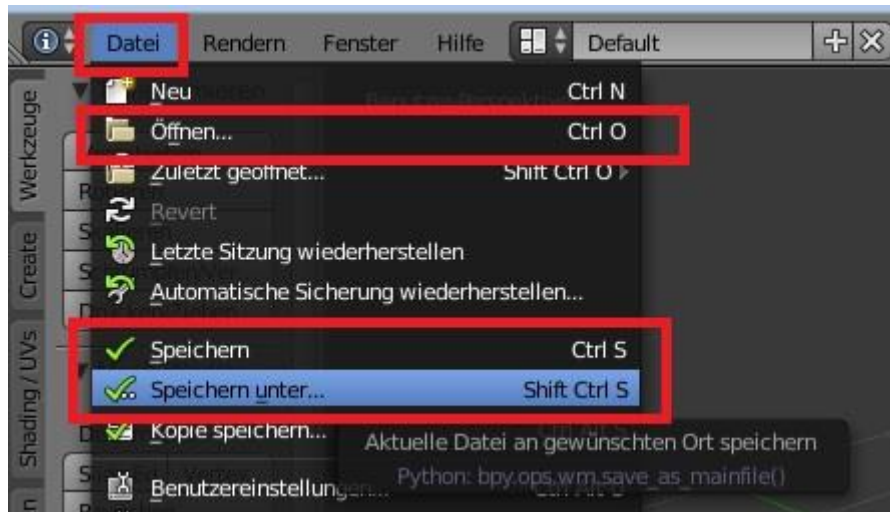 Datei Rendern Fenster Hilfe Default
Neu Ctrl N
Öffnen... Ctrl O
Zuletzt geöffnet... Shift Ctrl O
Revert
Letzte Sitzung wiederherstellen
Automatische Sicherung wiederherstellen...
Speichern Ctrl S
Speichern unter... Shift Ctrl S
Kopie speichern...
Aktuelle Datei an gewünschten Ort speichern
Python: bpy.ops.wm.save_as_mainfile()
Benutzereinstellungen...
Werkzeuge
Create
Shading / UVs